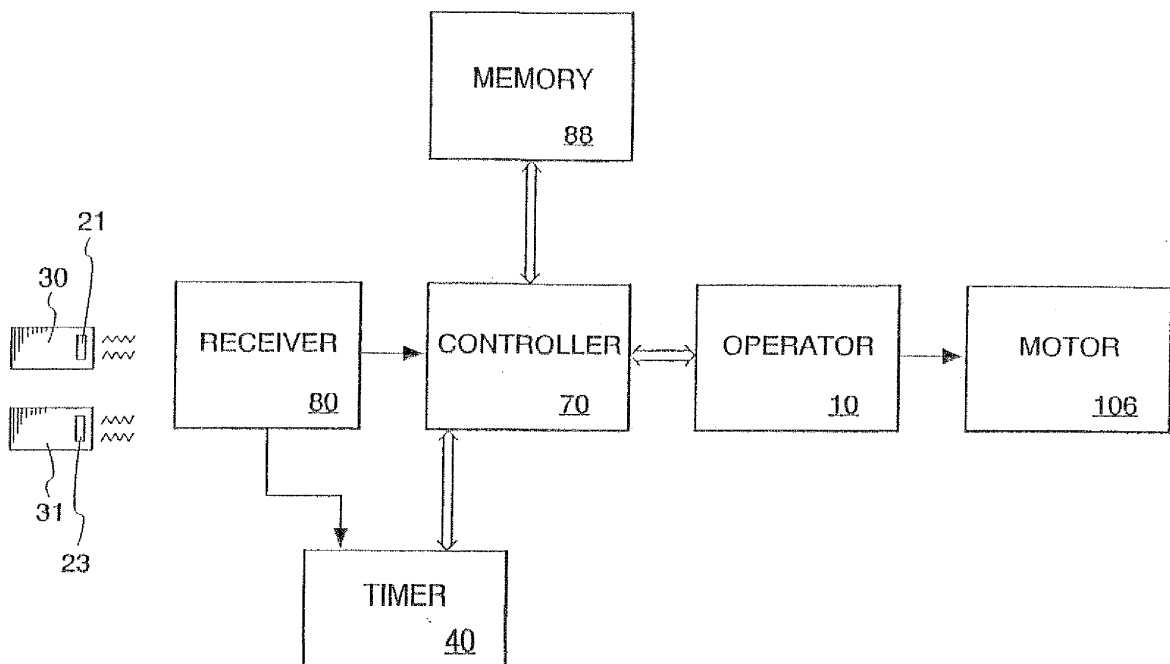 MEMORY
88
21
30
RECEIVER
80
CONTROLLER
70
OPERATOR
10
MOTOR
106
31
23
TIMER
40